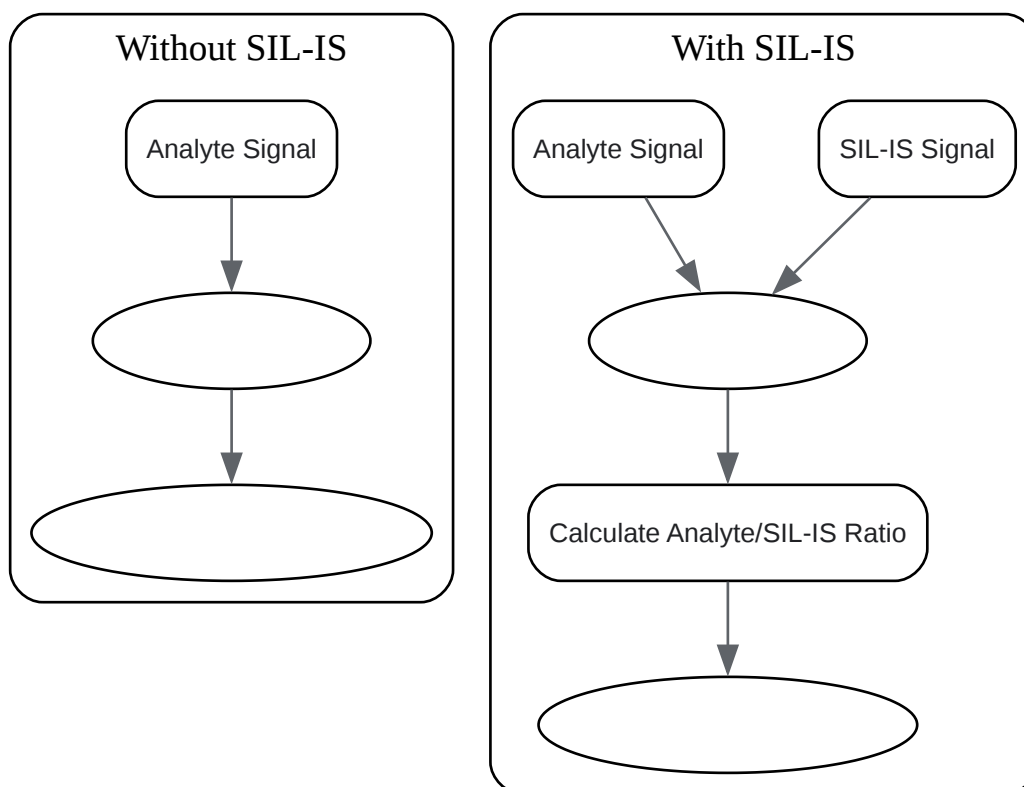 Without SIL-IS
Analyte Signal
With SIL-IS
Analyte Signal
SIL-IS Signal
Calculate Analyte/SIL-IS Ratio